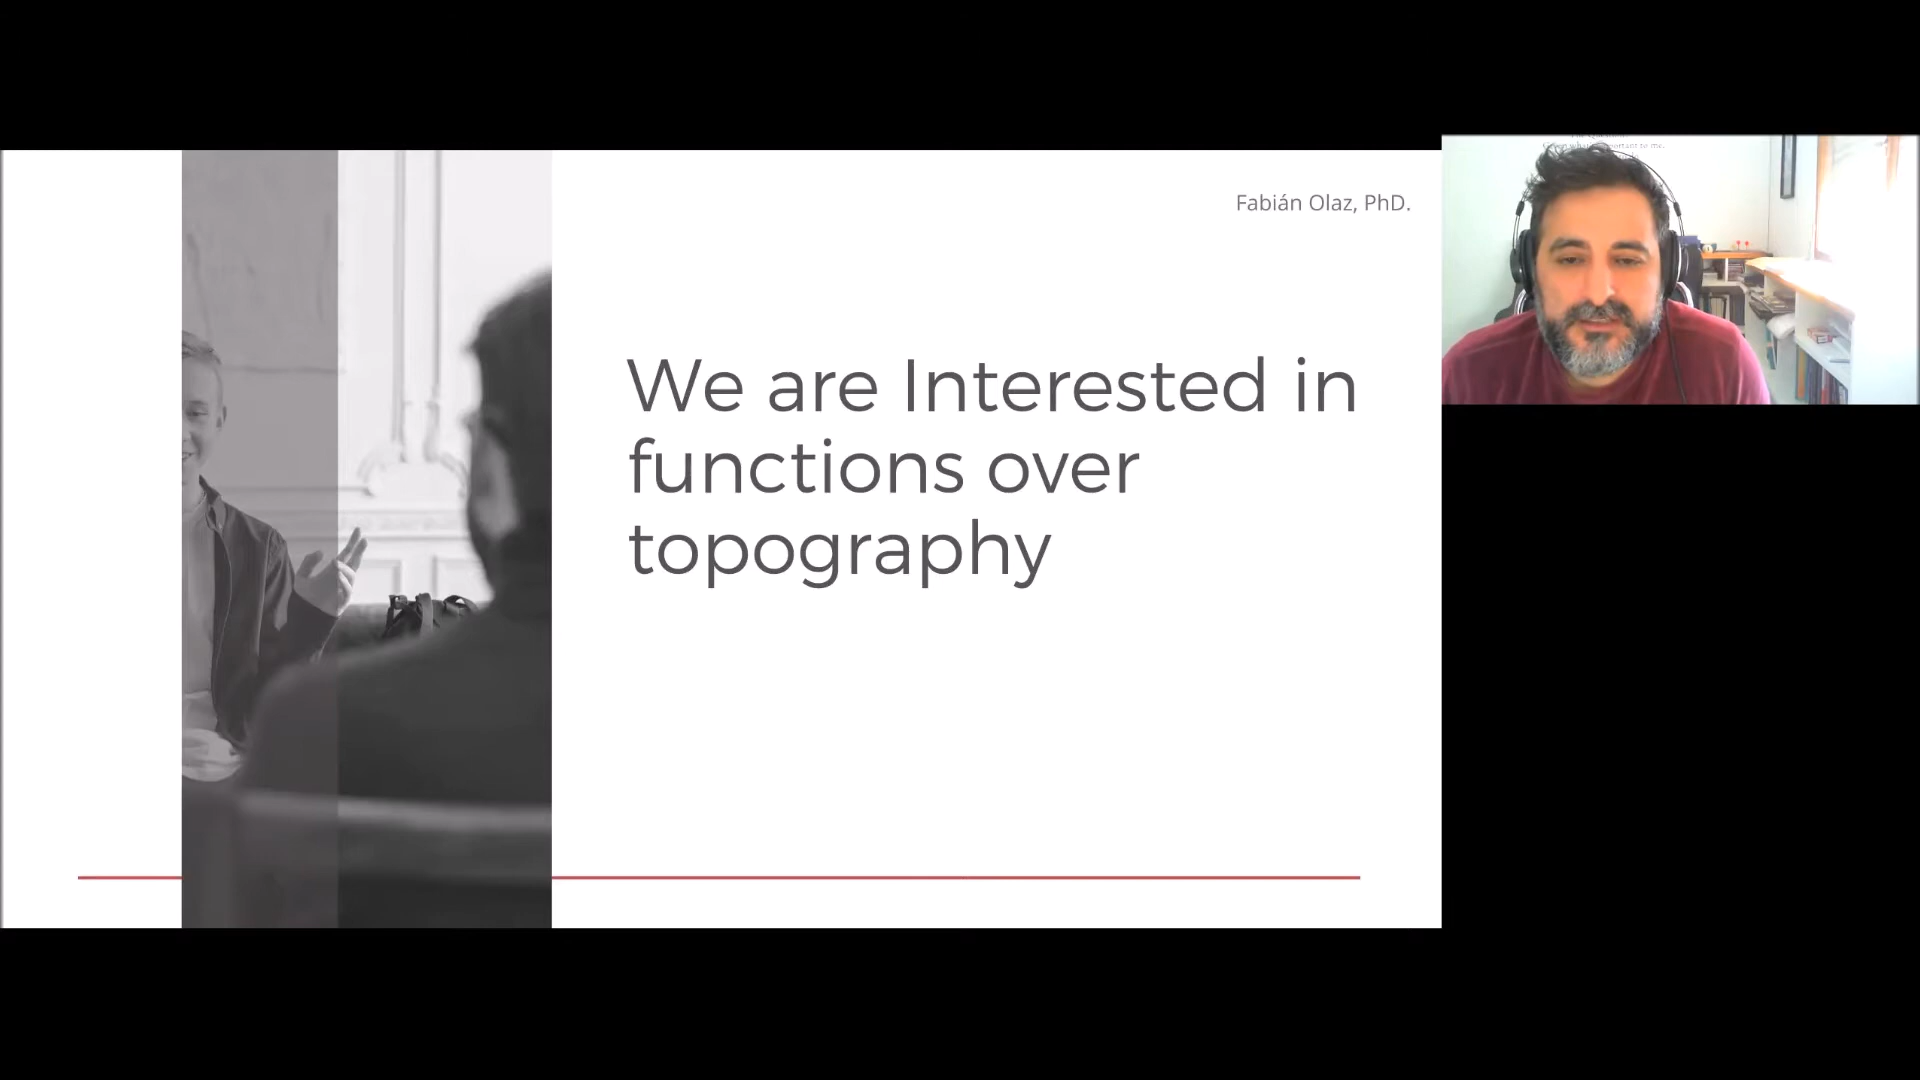 Fabián Olaz, PhD.
We are Interested in
functions over
topography